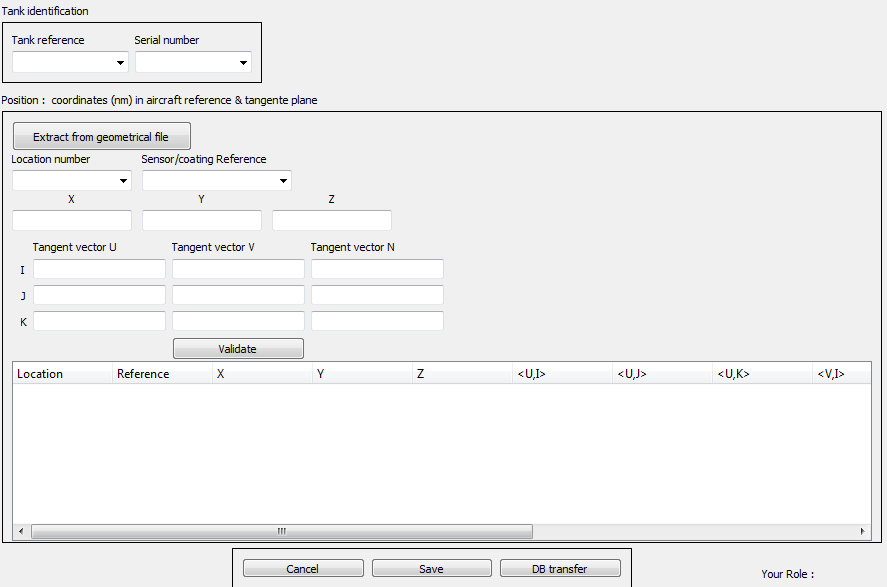 Tank identification
Tank reference Serial number
Position : coordinates (nm) in aircraft reference & tangente plane
Extract from geometrical file
Location number Sensor/coating Reference
X Y Z
Tangent vector U Tangent vector V Tangent vector N
I
J
K
Validate
Location Reference X Y Z <U,I> <U,J> <U,K> <V,I>
Cancel Save DB transfer
Your Role :